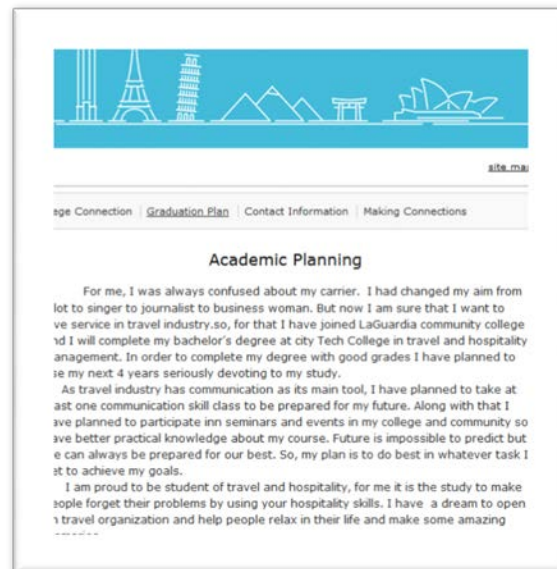 site ma
ege Connection | Graduation Plan | Contact Information | Making Connections
Academic Planning
For me, I was always confused about my carrier. I had changed my aim from
lot to singer to journalist to business woman. But now I am sure that I want to
ve service in travel industry.so, for that I have joined LaGuardia community college
nd I will complete my bachelor's degree at city Tech College in travel and hospitality
anagement. In order to complete my degree with good grades I have planned to
se my next 4 years seriously devoting to my study.
As travel industry has communication as its main tool, I have planned to take at
ast one communication skill class to be prepared for my future. Along with that I
ave planned to participate inn seminars and events in my college and community so
ave better practical knowledge about my course. Future is impossible to predict but
e can always be prepared for our best. So, my plan is to do best in whatever task I
et to achieve my goals.
I am proud to be student of travel and hospitality, for me it is the study to make
eople forget their problems by using your hospitality skills. I have a dream to open
n travel organization and help people relax in their life and make some amazing